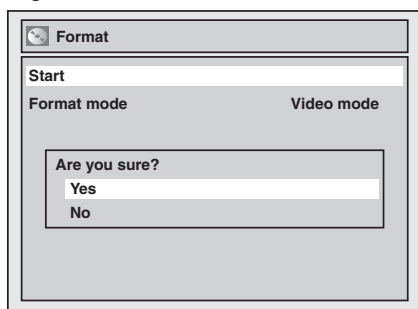 Format
Start
Format mode Video mode
Are you sure?
Yes
No